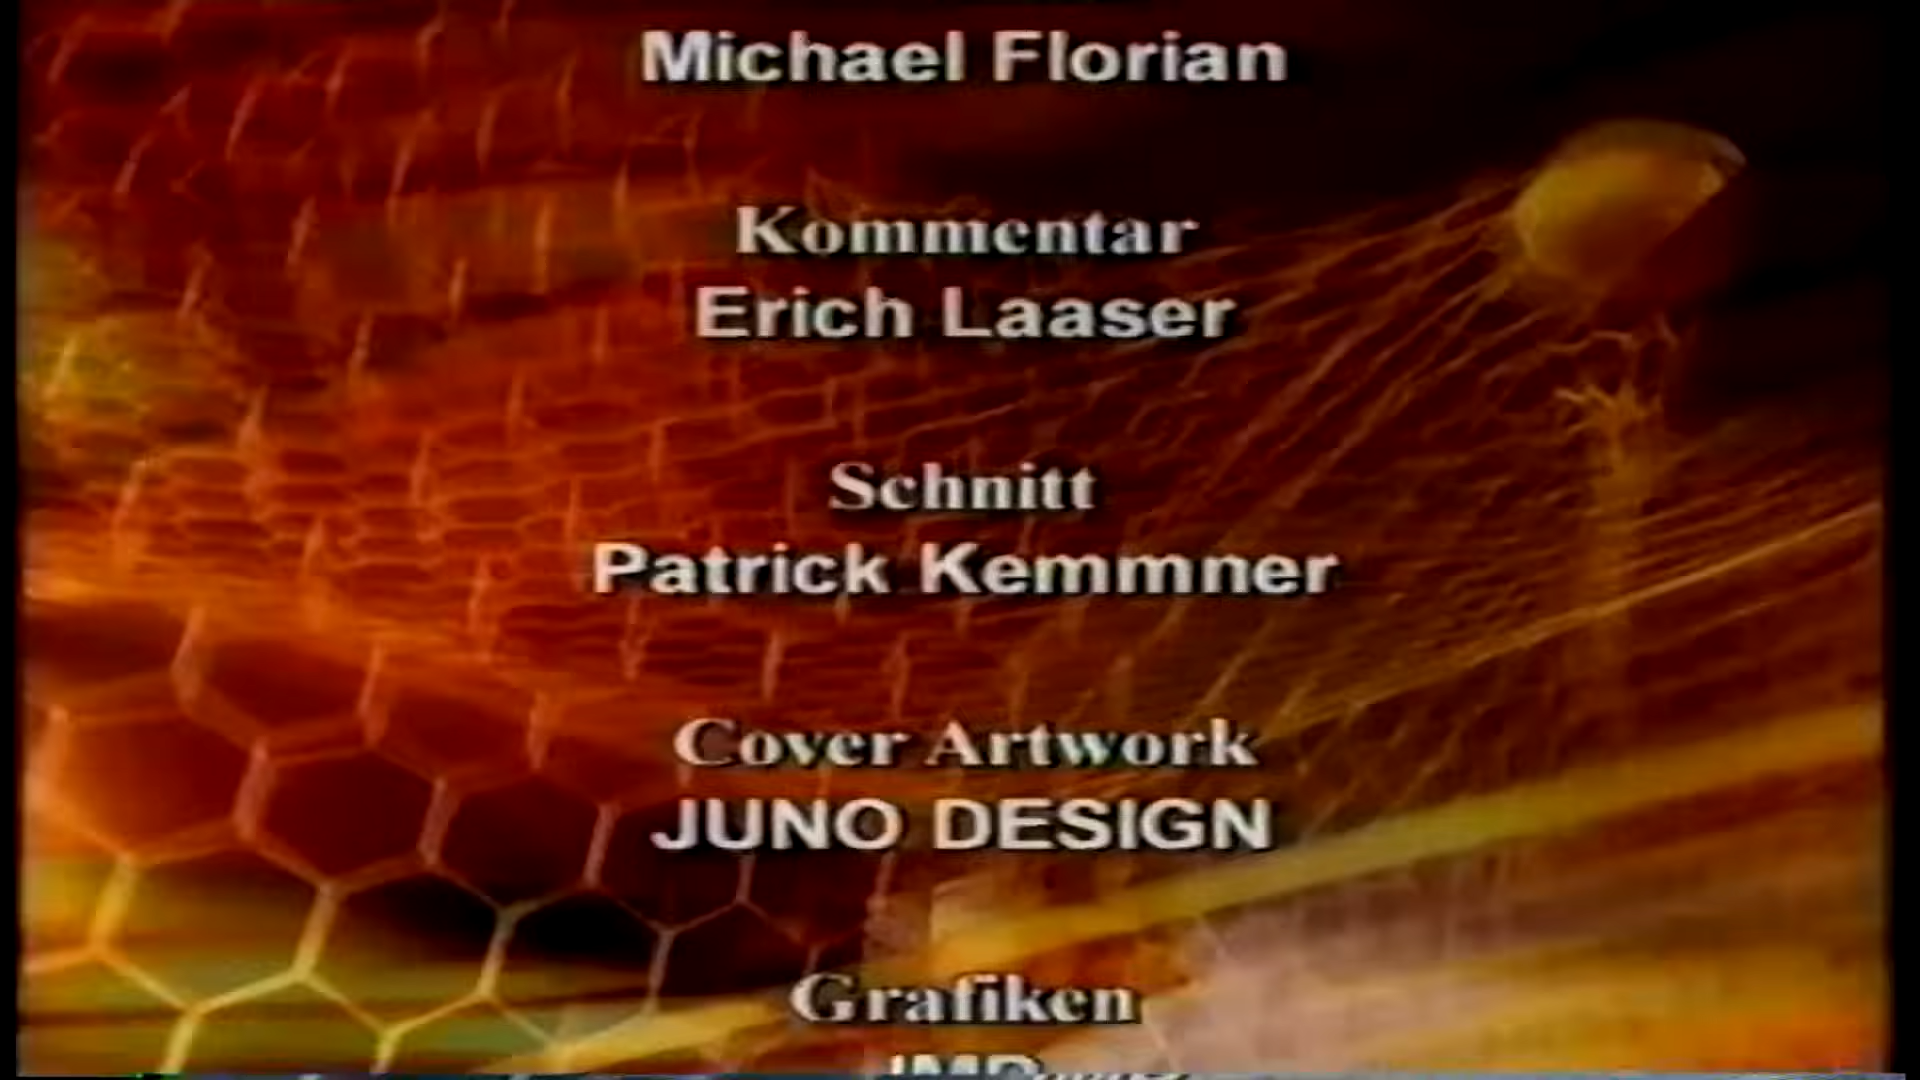 Michael Florian
Kommentar
Erich Laaser
Schnitt
Patrick Kemmner
Cover Artwork
JUNO DESIGN
Grafiken